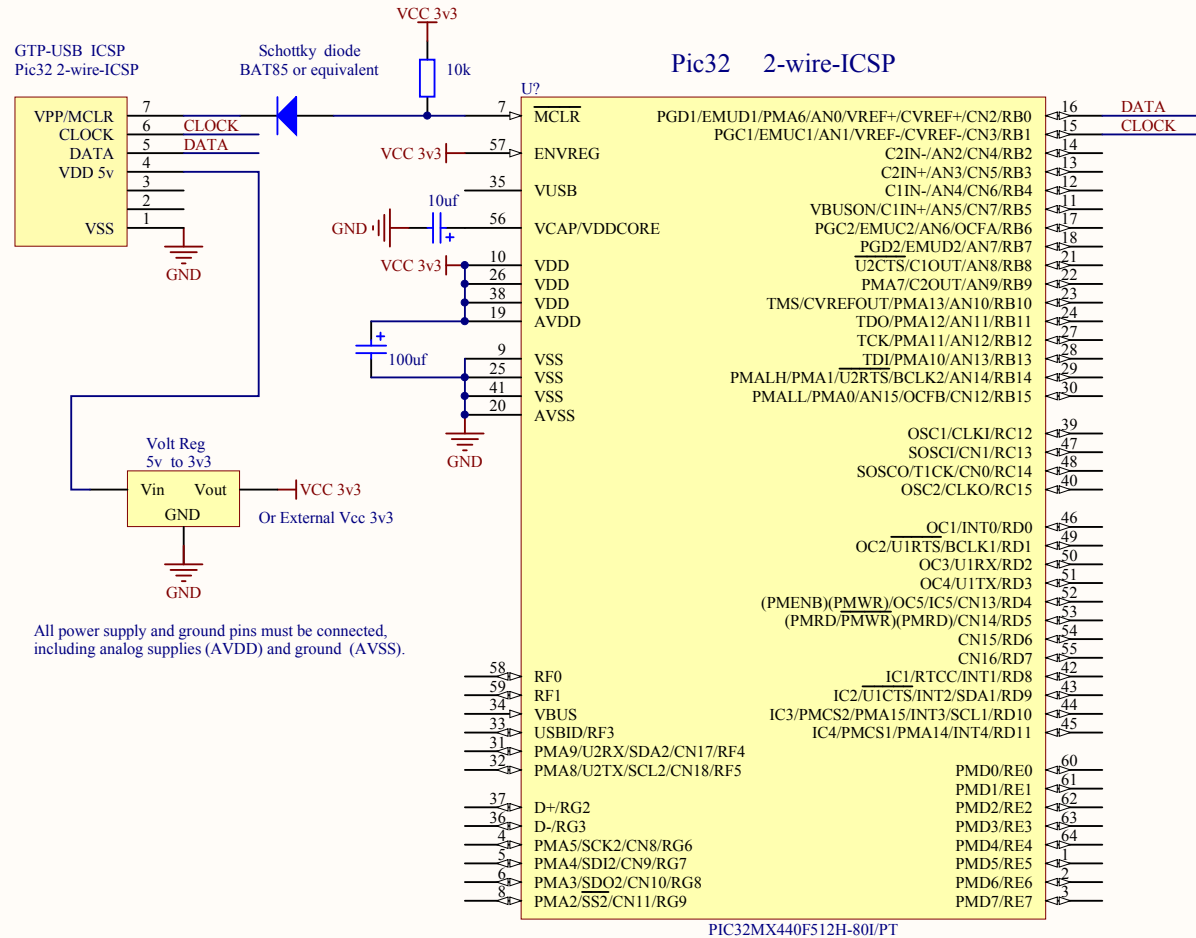 VCC 3v3
GTP-USB ICSP
Pic32 2-wire-ICSP
Schottky diode
BAT85 or equivalent
10k
Pic32 2-wire-ICSP
U?
VPP/MCLR 7
CLOCK 6 CLOCK
DATA 5 DATA
VDD 5v 4
3
2
VSS 1
GND
7 MCLR
VCC 3v3 57 ENVREG
35 VUSB
10uf
GND + 56 VCAP/VDDCORE
VCC 3v3 10 VDD
26 VDD
38 VDD
19 AVDD
+
100uf
9 VSS
25 VSS
41 VSS
20 AVSS
GND
PGD1/EMUD1/PMA6/AN0/VREF+/CVREF+/CN2/RB0 16 DATA
PGC1/EMUC1/AN1/VREF-/CVREF-/CN3/RB1 15 CLOCK
C2IN-/AN2/CN4/RB2 14
C2IN+/AN3/CN5/RB3 13
C1IN-/AN4/CN6/RB4 12
VBUSON/C1IN+/AN5/CN7/RB5 11
PGC2/EMUC2/AN6/OCFA/RB6 17
PGD2/EMUD2/AN7/RB7 18
U2CTS/C1OUT/AN8/RB8 21
PMA7/C2OUT/AN9/RB9 22
TMS/CVREFOUT/PMA13/AN10/RB10 23
TDO/PMA12/AN11/RB11 24
TCK/PMA11/AN12/RB12 27
TDI/PMA10/AN13/RB13 28
PMALH/PMA1/U2RTS/BCLK2/AN14/RB14 29
PMALL/PMA0/AN15/OCFB/CN12/RB15 30
OSC1/CLKI/RC12 39
SOSCI/CN1/RC13 47
SOSCO/T1CK/CN0/RC14 48
OSC2/CLKO/RC15 40
OC1/INT0/RD0 46
OC2/U1RTS/BCLK1/RD1 49
OC3/U1RX/RD2 50
OC4/U1TX/RD3 51
(PMENB)(PMWR)/OC5/IC5/CN13/RD4 52
(PMRD/PMWR)(PMRD)/CN14/RD5 53
CN15/RD6 54
CN16/RD7 55
IC1/RTCC/INT1/RD8 42
IC2/U1CTS/INT2/SDA1/RD9 43
IC3/PMCS2/PMA15/INT3/SCL1/RD10 44
IC4/PMCS1/PMA14/INT4/RD11 45
PMD0/RE0 60
PMD1/RE1 61
PMD2/RE2 62
PMD3/RE3 63
PMD4/RE4 64
PMD5/RE5 1
PMD6/RE6 2
PMD7/RE7 3
Volt Reg
5v to 3v3
Vin Vout
GND
VCC 3v3
Or External Vcc 3v3
GND
All power supply and ground pins must be connected,
including analog supplies (AVDD) and ground (AVSS).
58 RF0
59 RF1
34 VBUS
33 USBID/RF3
31 PMA9/U2RX/SDA2/CN17/RF4
32 PMA8/U2TX/SCL2/CN18/RF5
37 D+/RG2
36 D-/RG3
4 PMA5/SCK2/CN8/RG6
5 PMA4/SDI2/CN9/RG7
6 PMA3/SDO2/CN10/RG8
8 PMA2/SS2/CN11/RG9
PIC32MX440F512H-80I/PT